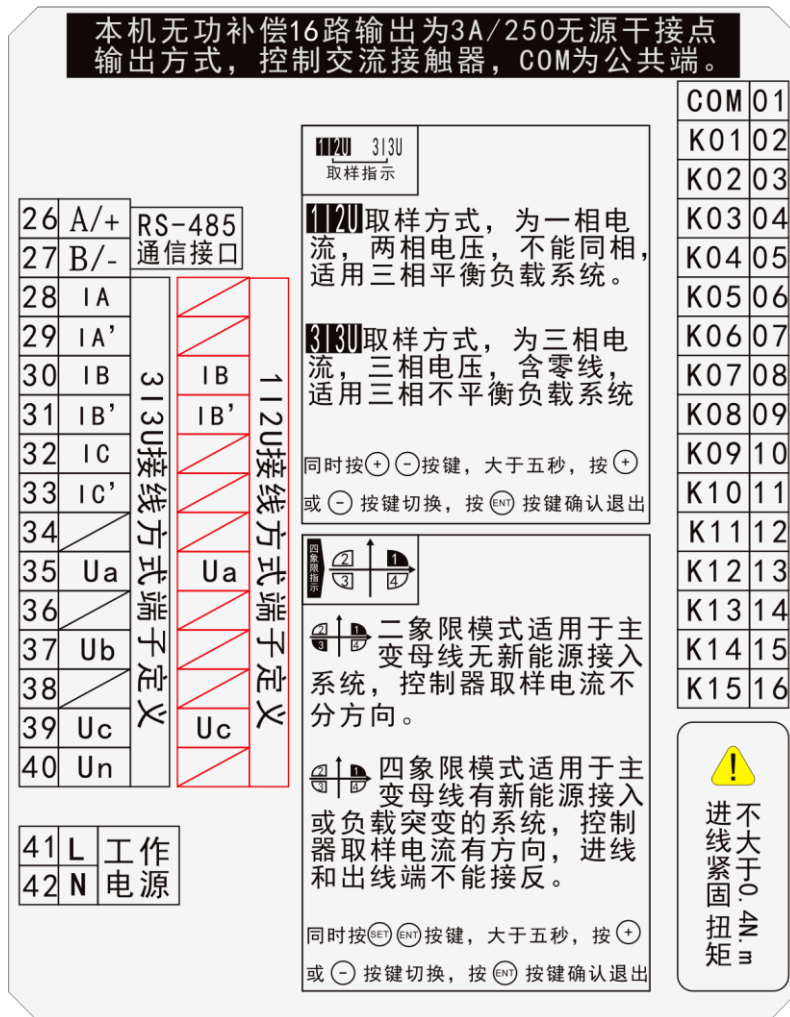 本机无功补偿16路输出为3A/250无源干接点
输出方式，控制交流接触器，COM为公共端。
COM 01
K01 02
K02 03
K03 04
K04 05
K05 06
K06 07
K07 08
K08 09
K09 10
K10 11
K11 12
K12 13
K13 14
K14 15
K15 16
26 A/+
27 B/-
RS-485
通信接口
28 IA
29 IA'
30 IB IB
31 IB' IB'
32 IC
33 IC'
34
35 Ua Ua
36
37 Ub
38
39 Uc Uc
40 Un
3I3U接线方式端子定义
1I2U接线方式端子定义
41 L
42 N
工作
电源
1I2U 3I3U
取样指示
1I2U取样方式，为一相电
流，两相电压，不能同相，
适用三相平衡负载系统。
3I3U取样方式，为三相电
流，三相电压，含零线，
适用三相不平衡负载系统
同时按+ -按键，大于五秒，按+
或 - 按键切换，按 ENT 按键确认退出
四象限指示
2 1
3 4
2 1
3 4
二象限模式适用于主
变母线无新能源接入
系统，控制器取样电流不
分方向。
2 1
3 4
四象限模式适用于主
变母线有新能源接入
或负载突变的系统，控制
器取样电流有方向，进线
和出线端不能接反。
同时按SET ENT按键，大于五秒，按+
或 - 按键切换，按 ENT 按键确认退出
!
进线紧固扭矩
不大于0.4N.m